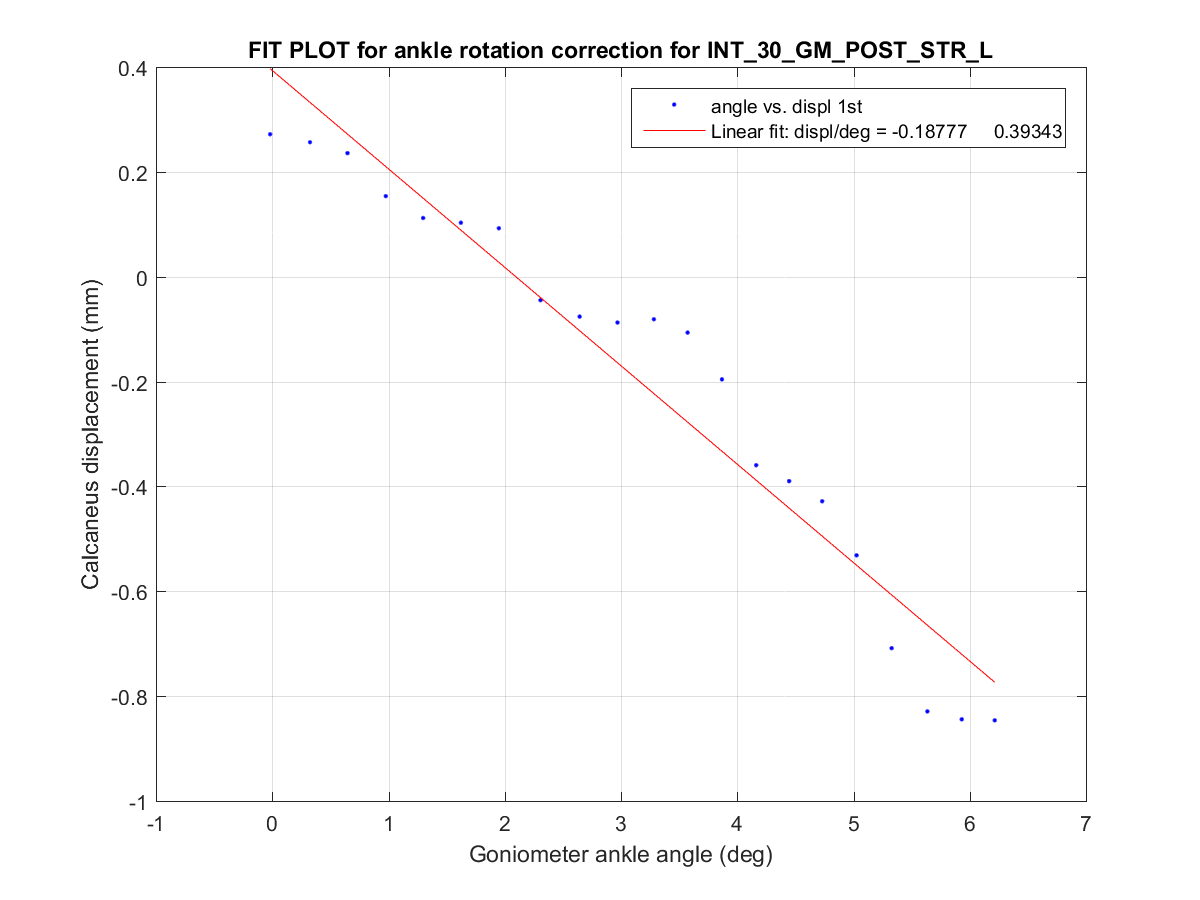 FIT PLOT for ankle rotation correction for INT_30_GM_POST_STR_L
angle vs. displ 1st
Linear fit: displ/deg = -0.18777 0.39343
0.4
0.2
0
-0.2
-0.4
-0.6
-0.8
-1
Calcaneus displacement (mm)
-1 0 1 2 3 4 5 6 7
Goniometer ankle angle (deg)